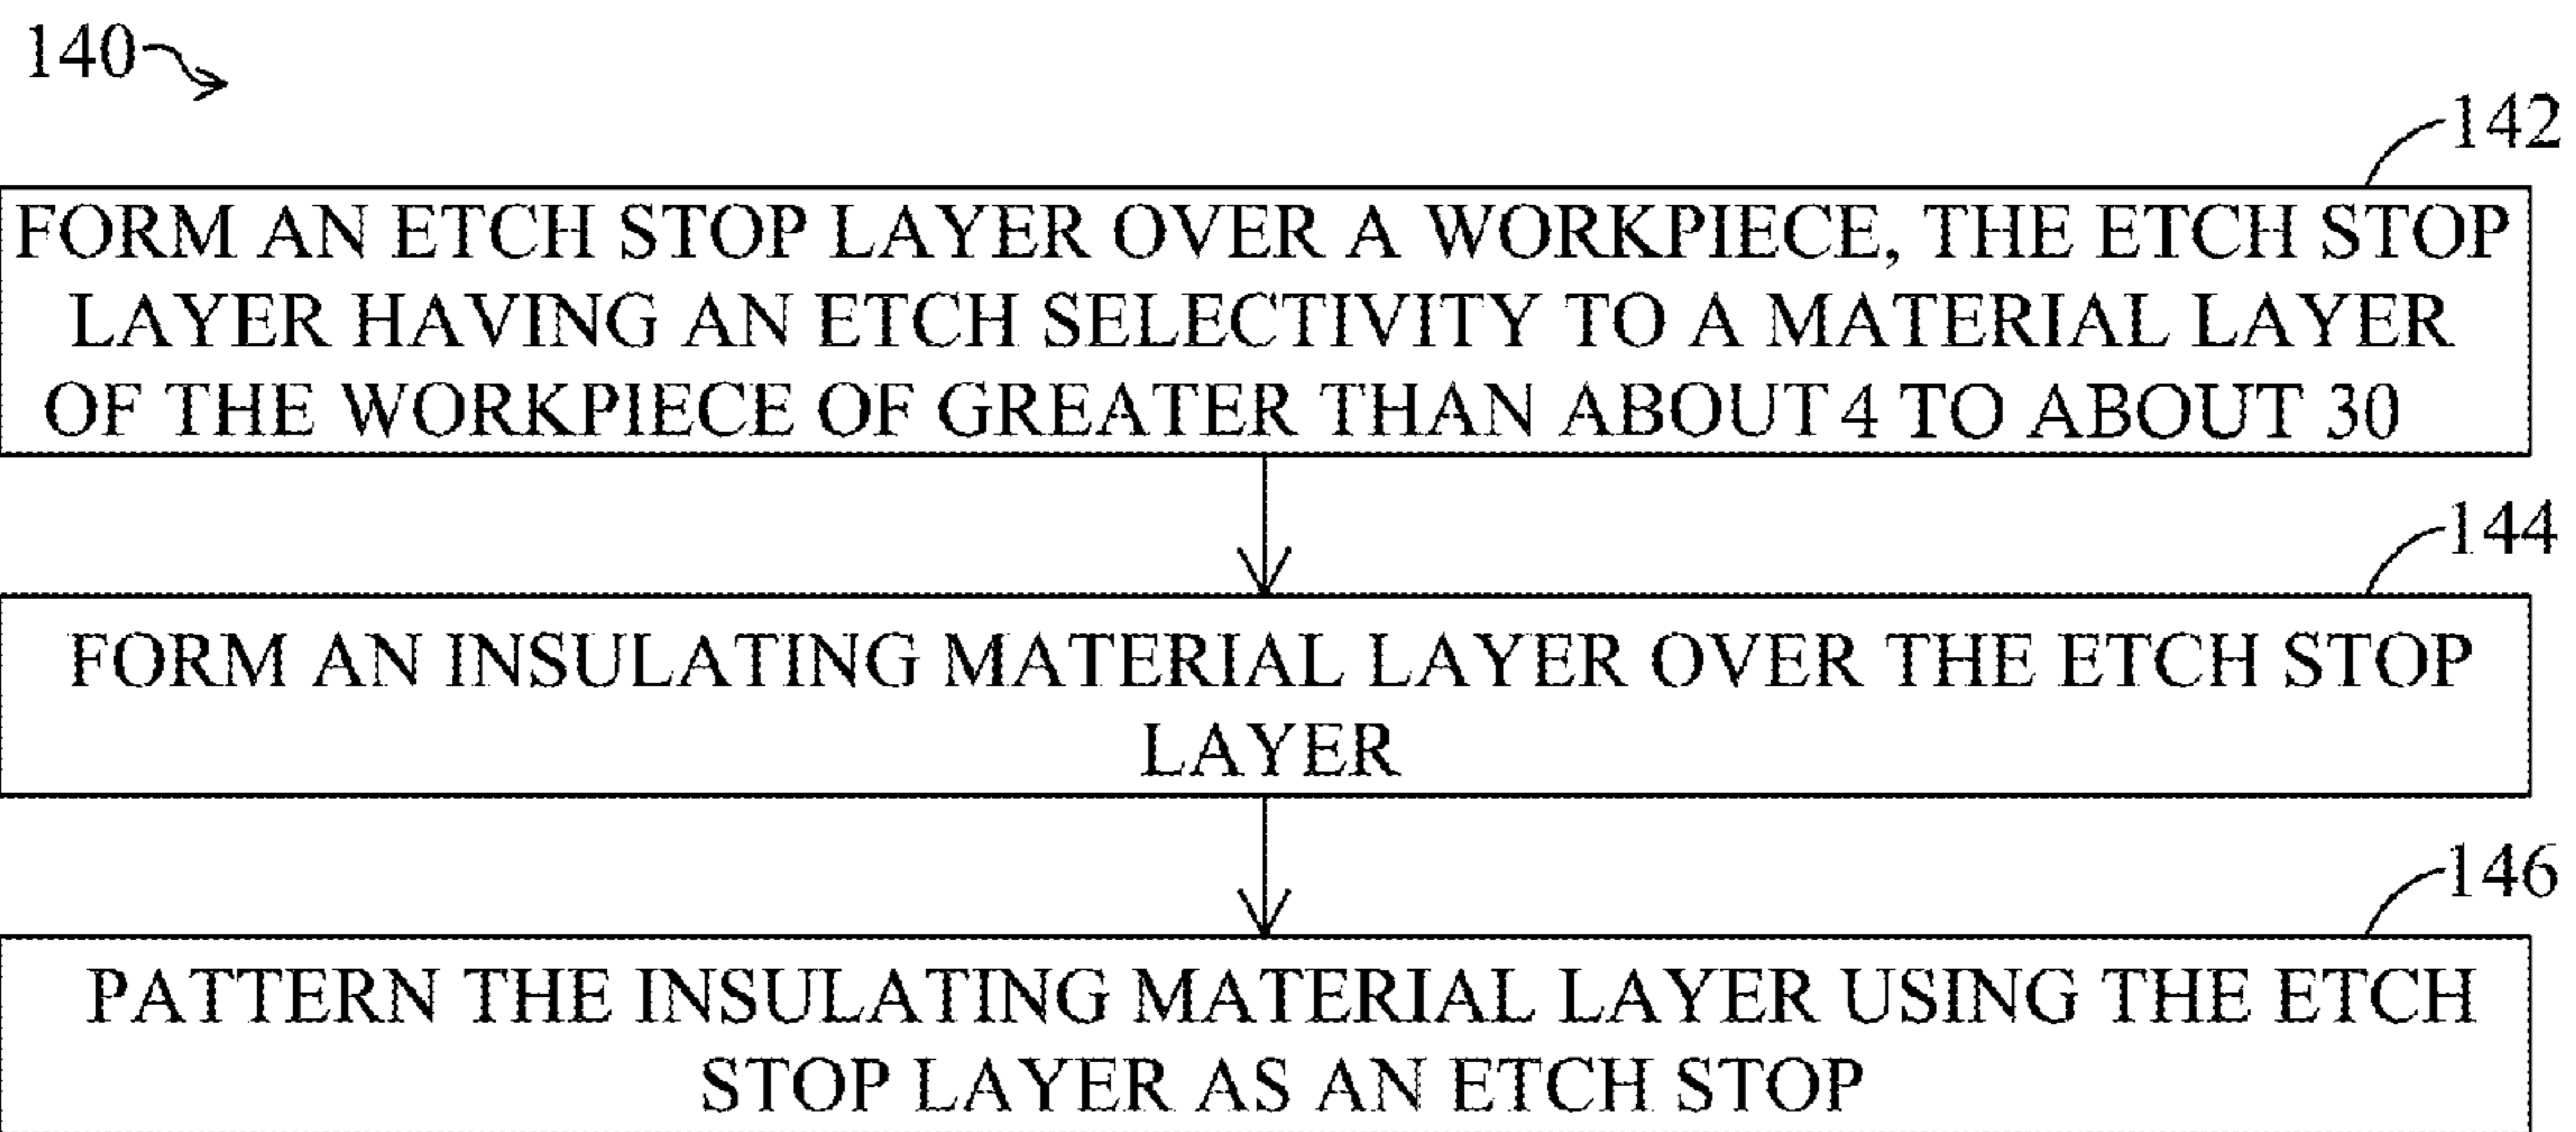 140
142
FORM AN ETCH STOP LAYER OVER A WORKPIECE, THE ETCH STOP
LAYER HAVING AN ETCH SELECTIVITY TO A MATERIAL LAYER
OF THE WORKPIECE OF GREATER THAN ABOUT 4 TO ABOUT 30
144
FORM AN INSULATING MATERIAL LAYER OVER THE ETCH STOP
LAYER
146
PATTERN THE INSULATING MATERIAL LAYER USING THE ETCH
STOP LAYER AS AN ETCH STOP